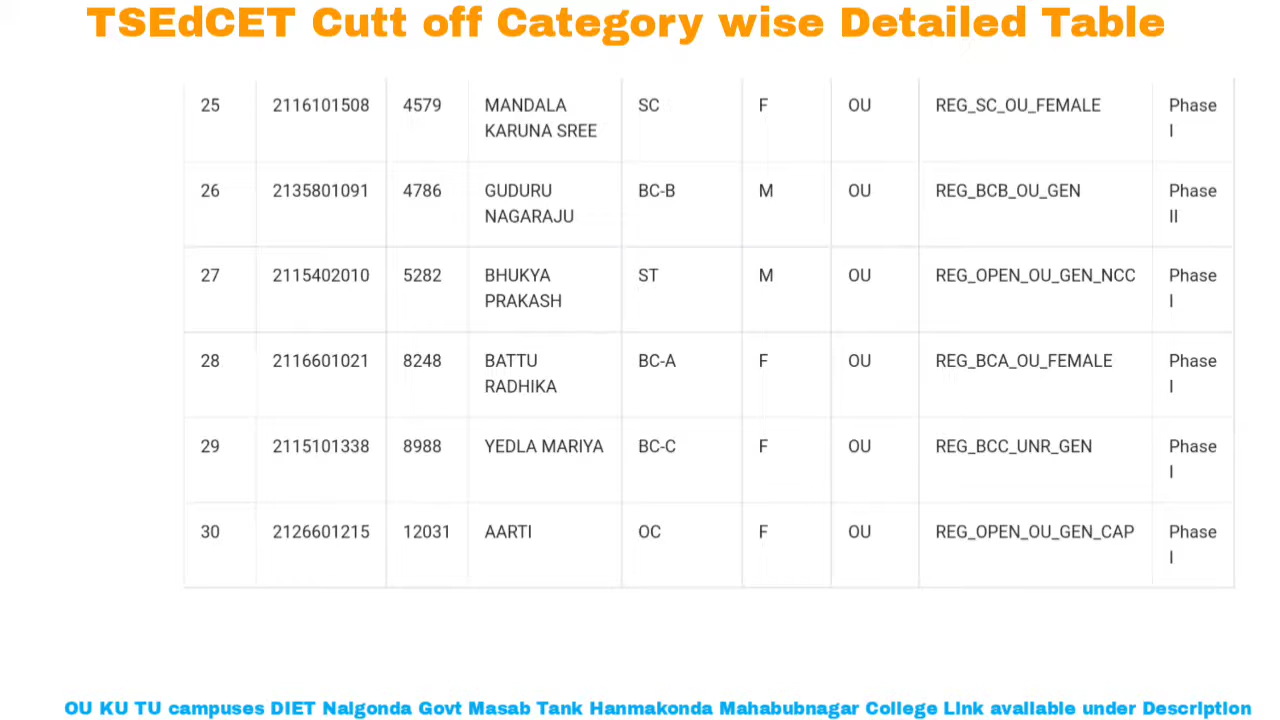 TSEdCET Cutt off Category wise Detailed Table
25 2116101508 4579 MANDALA SC F OU REG_SC_OU_FEMALE Phase
KARUNA SREE I
26 2135801091 4786 GUDURU BC-B M OU REG_BCB_OU_GEN Phase
NAGARAJU II
27 2115402010 5282 BHUKYA ST M OU REG_OPEN_OU_GEN_NCC Phase
PRAKASH I
28 2116601021 8248 BATTU BC-A F OU REG_BCA_OU_FEMALE Phase
RADHIKA I
29 2115101338 8988 YEDLA MARIYA BC-C F OU REG_BCC_UNR_GEN Phase
I
30 2126601215 12031 AARTI OC F OU REG_OPEN_OU_GEN_CAP Phase
I
OU KU TU campuses DIET Nalgonda Govt Masab Tank Hanmakonda Mahabubnagar College Link available under Description